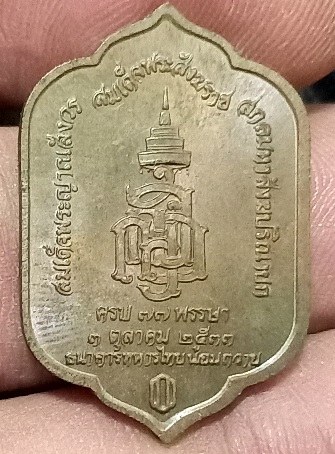 สมเด็จพระญาณสังวร สมเด็จพระสังฆราช สกลมหาสังฆปริณายก
ครบ ๗๗ พรรษา
๓ ตุลาคม ๒๕๓๓
ธนาคารทหารไทย น้อมถวาย